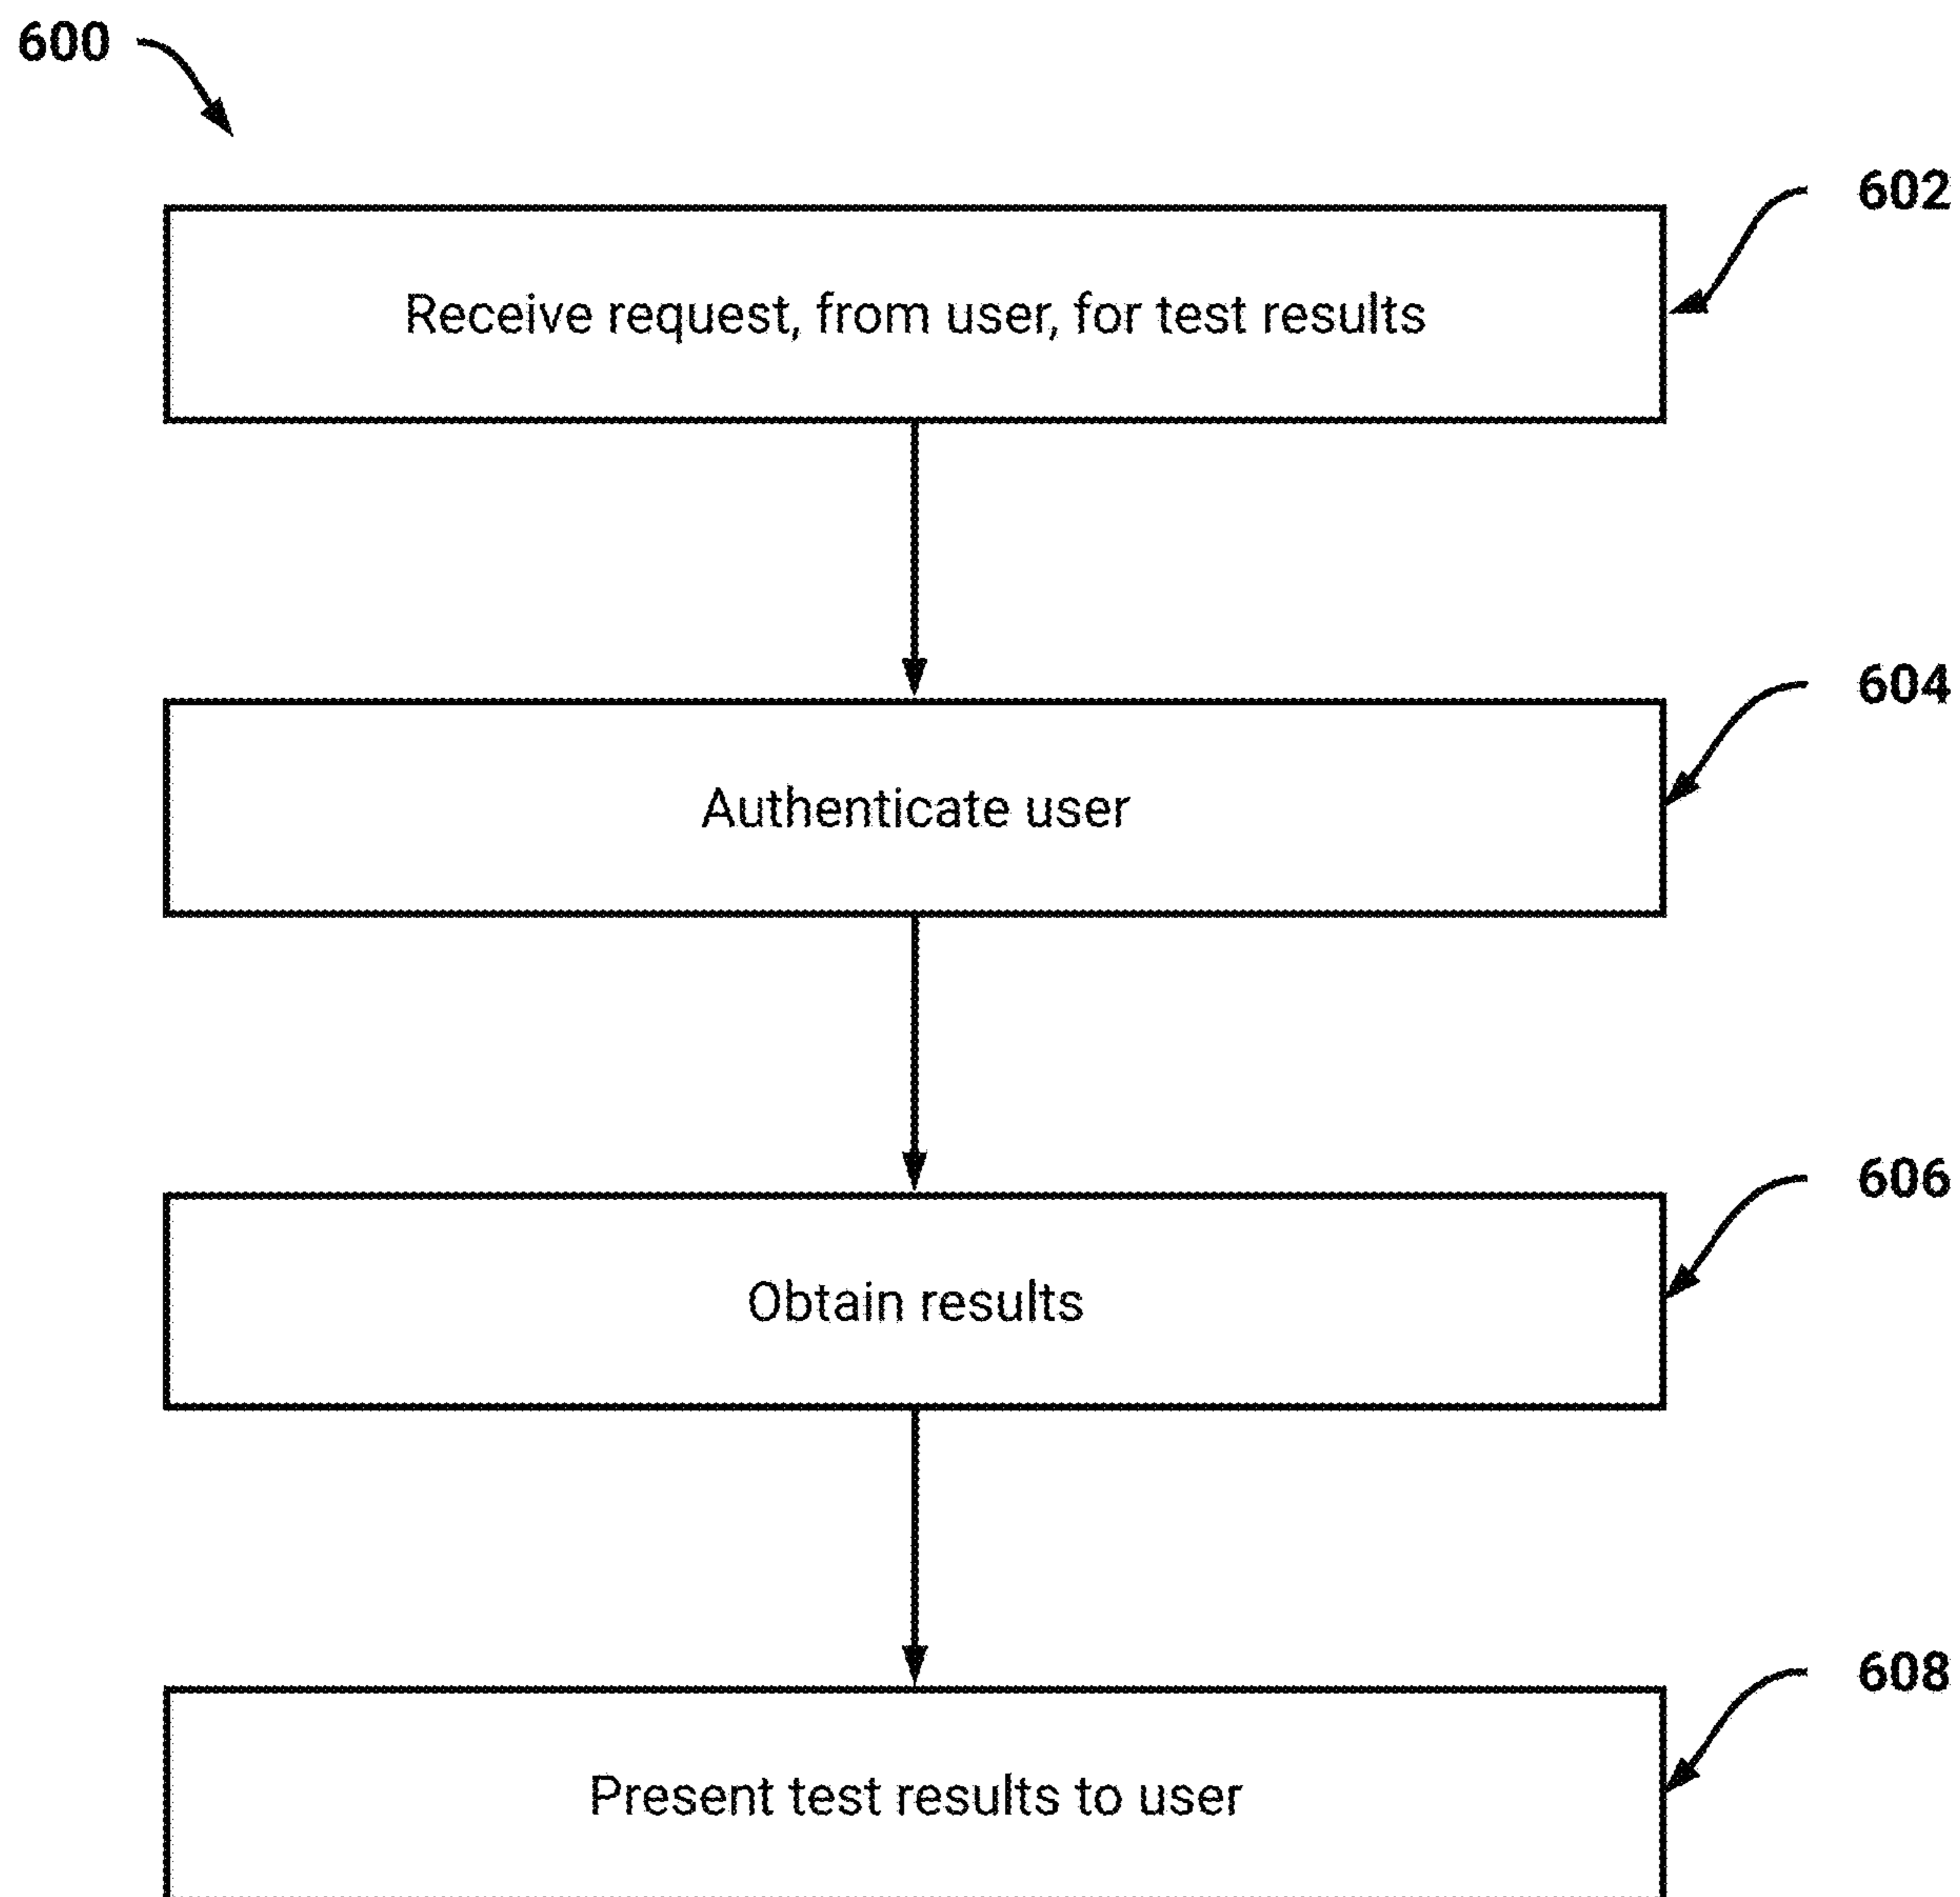 600
602
Receive request, from user, for test results
604
Authenticate user
606
Obtain results
608
Present test results to user